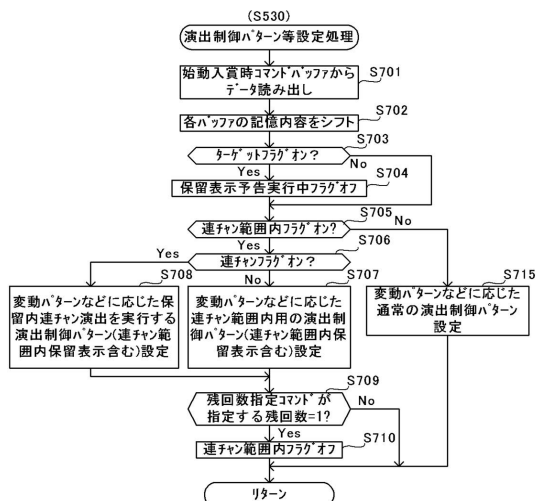 (S530)
演出制御パターン等設定処理
S701
始動入賞時コマンドバッファから
データ読み出し
S702
各バッファの記憶内容をシフト
S703
ターゲットフラグオン?
No
Yes
S704
保留表示予告実行中フラグオフ
S705
連チャン範囲内フラグオン?
No
Yes
S706
Yes
連チャンフラグオン?
S708
No
S707
S715
変動パターンなどに応じた保
留内連チャン演出を実行する
演出制御パターン(連チャン範
囲内保留表示含む)設定
変動パターンなどに応じた
連チャン範囲内用の演出制
御パターン(連チャン範囲内保
留表示含む)設定
変動パターンなどに応じた
通常の演出制御パターン
設定
S709
残回数指定コマンドが
指定する残回数=1?
No
Yes
S710
連チャン範囲内フラグオフ
リターン